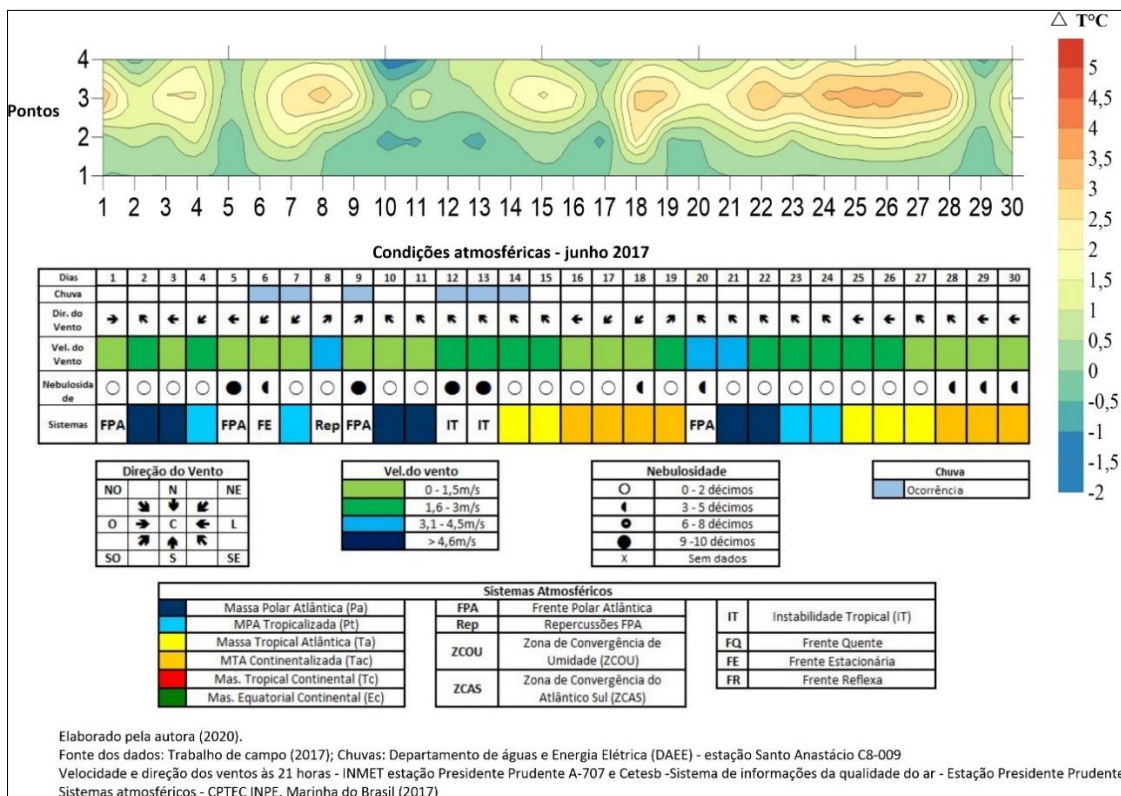 △ T°C
4
Pontos 3
2
1
1 2 3 4 5 6 7 8 9 10 11 12 13 14 15 16 17 18 19 20 21 22 23 24 25 26 27 28 29 30
5
4,5
4
3,5
3
2,5
2
1,5
1
0,5
0
-0,5
-1
-1,5
-2
Condições atmosféricas - junho 2017
Dias 1 2 3 4 5 6 7 8 9 10 11 12 13 14 15 16 17 18 19 20 21 22 23 24 25 26 27 28 29 30
Chuva
Dir. do Vento
Vel. do Vento
Nebulosida de
Sistemas FPA FPA FE Rep FPA IT IT FPA
Direção do Vento
NO N NE
O C L
SO S SE
Vel.do vento
0 - 1,5m/s
1,6 - 3m/s
3,1 - 4,5m/s
> 4,6m/s
Nebulosidade
0 - 2 décimos
3 - 5 décimos
6 - 8 décimos
9 -10 décimos
X Sem dados
Chuva
Ocorrência
Sistemas Atmosféricos
Massa Polar Atlântica (Pa)
MPA Tropicalizada (Pt)
Massa Tropical Atlântica (Ta)
MTA Continentalizada (Tac)
Mas. Tropical Continental (Tc)
Mas. Equatorial Continental (Ec)
FPA Frente Polar Atlântica
Rep Repercussões FPA
ZCOU Zona de Convergência de Umidade (ZCOU)
ZCAS Zona de Convergência do Atlântico Sul (ZCAS)
IT Instabilidade Tropical (IT)
FQ Frente Quente
FE Frente Estacionária
FR Frente Reflexa
Elaborado pela autora (2020).
Fonte dos dados: Trabalho de campo (2017); Chuvas: Departamento de águas e Energia Elétrica (DAEE) - estação Santo Anastácio C8-009
Velocidade e direção dos ventos às 21 horas - INMET estação Presidente Prudente A-707 e Cetesb -Sistema de informações da qualidade do ar - Estação Presidente Prudente
Sistemas atmosféricos - CPTEC INPE. Marinha do Brasil (2017)